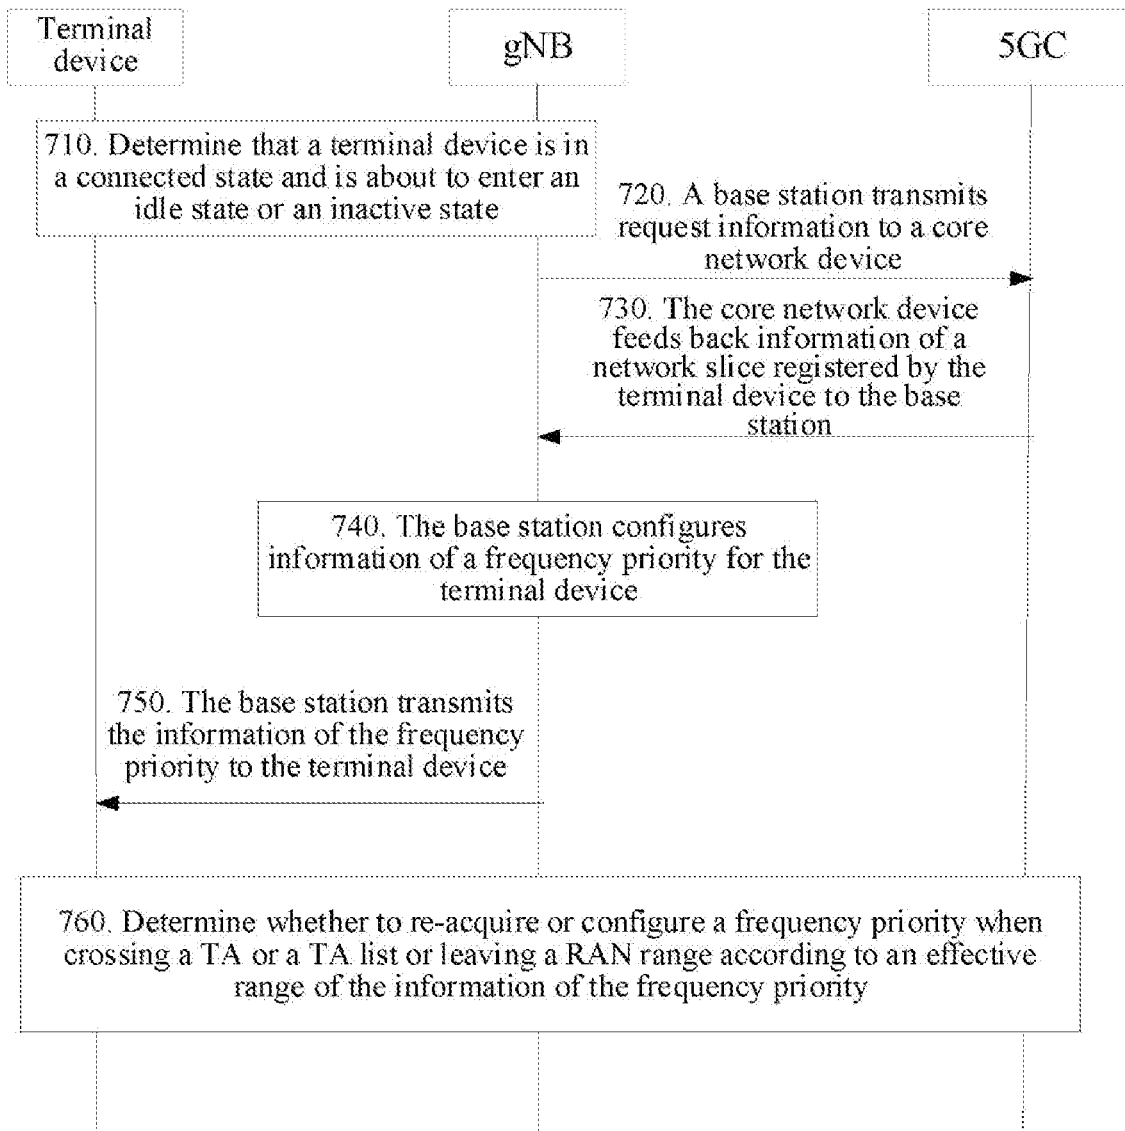 Terminal
device
gNB
5GC
710. Determine that a terminal device is in
a connected state and is about to enter an
idle state or an inactive state
720. A base station transmits
request information to a core
network device
730. The core network device
feeds back information of a
network slice registered by the
terminal device to the base
station
740. The base station configures
information of a frequency priority for the
terminal device
750. The base station transmits
the information of the frequency
priority to the terminal device
760. Determine whether to re-acquire or configure a frequency priority when
crossing a TA or a TA list or leaving a RAN range according to an effective
range of the information of the frequency priority